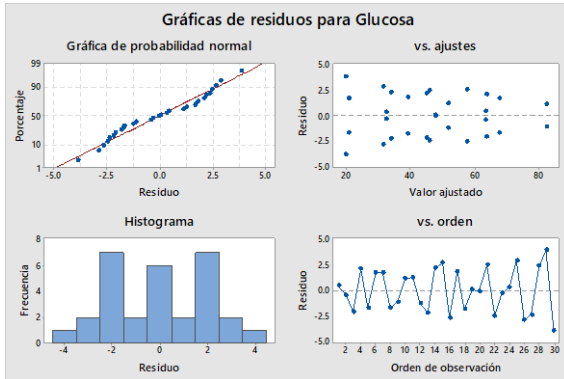 Gráficas de residuos para Glucosa
Gráfica de probabilidad normal
99
90
50
10
1
Porcentaje
-5.0
-2.5
0.0
2.5
5.0
Residuo
vs. ajustes
5.0
2.5
0.0
-2.5
-5.0
Residuo
20
40
60
80
Valor ajustado
Histograma
8
6
4
2
0
Frecuencia
-4
-2
0
2
4
Residuo
vs. orden
5.0
2.5
0.0
-2.5
-5.0
Residuo
2 4 6 8 10 12 14 16 18 20 22 24 26 28 30
Orden de observación